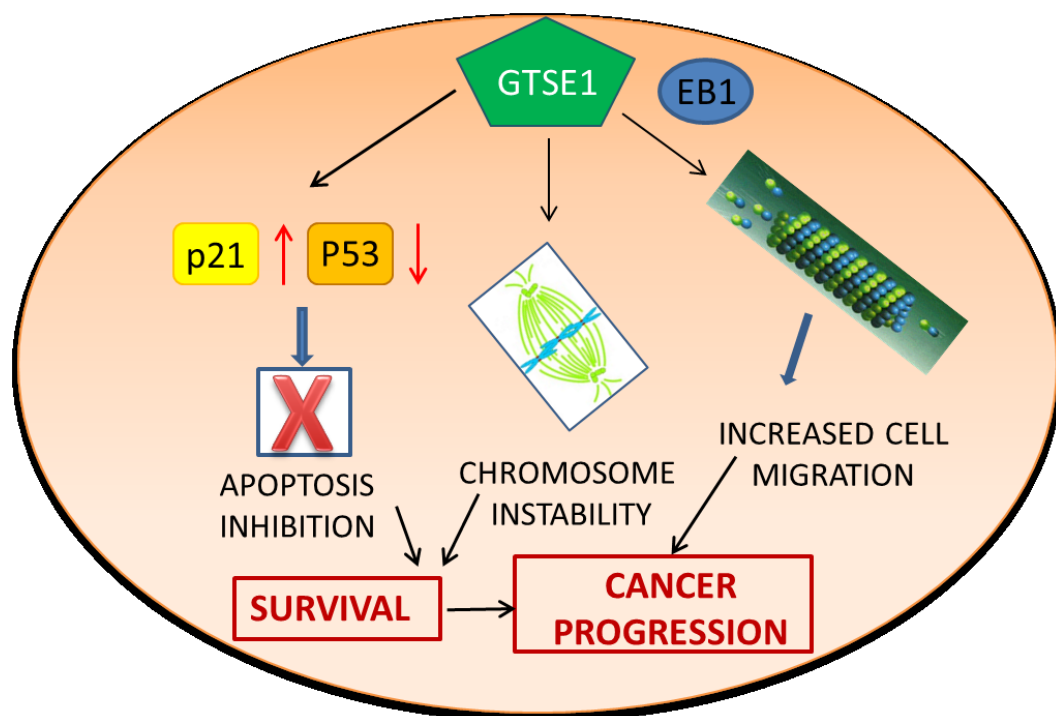 GTSE1
EB1
p21
P53
X
APOPTOSIS
INHIBITION
CHROMOSOME
INSTABILITY
INCREASED CELL
MIGRATION
SURVIVAL
CANCER
PROGRESSION